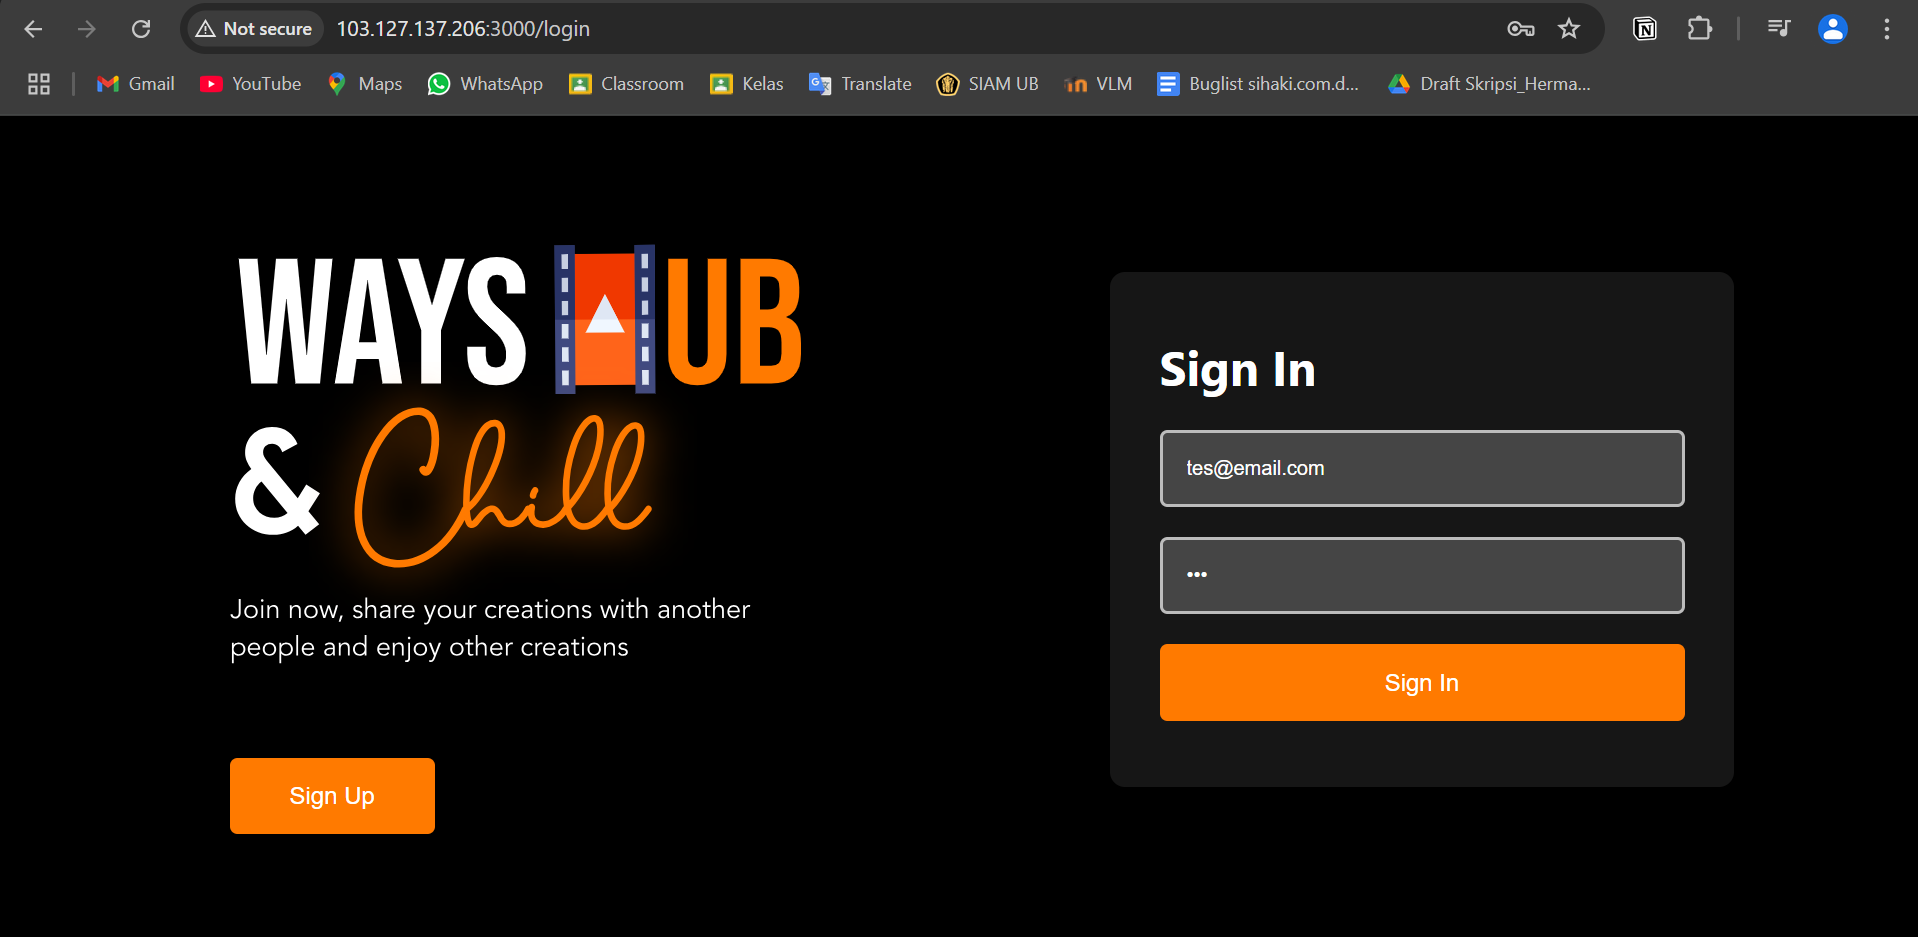 Not secure 103.127.137.206:3000/login
Gmail YouTube Maps WhatsApp Classroom Kelas Translate SIAM UB VLM Buglist sihaki.com.d... Draft Skripsi_Herma...
WAYS UB
& Chill
Join now, share your creations with another
people and enjoy other creations
Sign Up
Sign In
tes@email.com
•••
Sign In